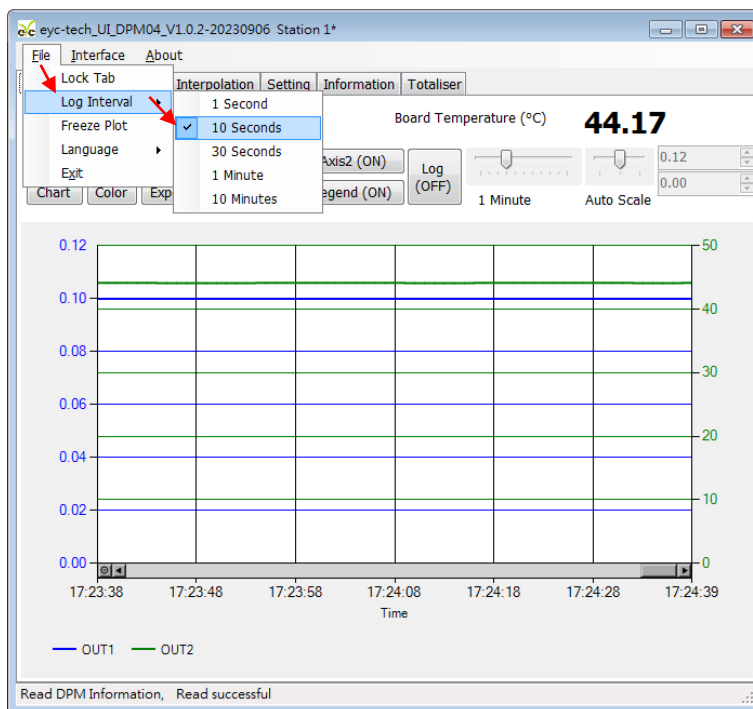 eyc-tech_UI_DPM04_V1.0.2-20230906 Station 1*
File Interface About
Lock Tab
Log Interval
Freeze Plot
Language
Exit
1 Second
10 Seconds
30 Seconds
1 Minute
10 Minutes
Interpolation Setting Information Totaliser
Board Temperature (°C) 44.17
Axis2 (ON)
Log
(OFF)
0.12
0.00
Chart Color
1 Minute Auto Scale
0.12
0.10
0.08
0.06
0.04
0.02
0.00
50
40
30
20
10
0
17:23:38 17:23:48 17:23:58 17:24:08 17:24:18 17:24:28 17:24:39
Time
OUT1 OUT2
Read DPM Information, Read successful